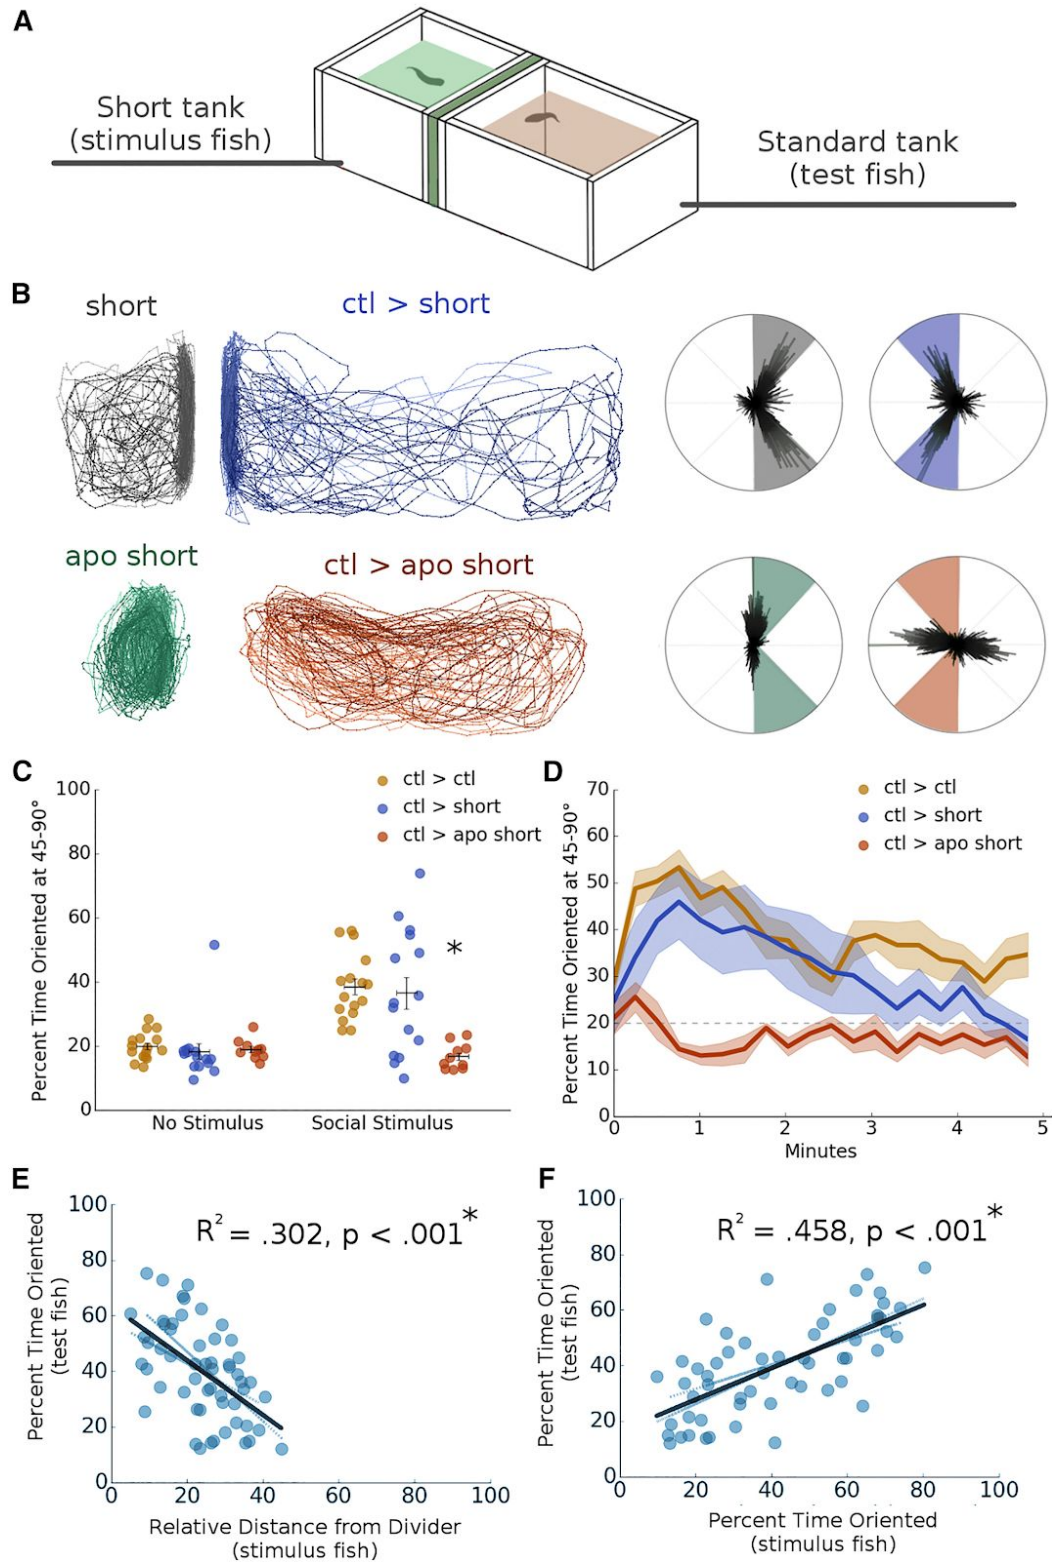 A
Short tank
(stimulus fish)
Standard tank
(test fish)
B
short
ctl > short
apo short
ctl > apo short
C
Percent Time Oriented at 45-90°
100
80
60
40
20
0
ctl > ctl
ctl > short
ctl > apo short
*
No Stimulus
Social Stimulus
D
Percent Time Oriented at 45-90°
70
60
50
40
30
20
10
0
ctl > ctl
ctl > short
ctl > apo short
0 1 2 3 4 5
Minutes
E
Percent Time Oriented
(test fish)
100
80
60
40
20
0
R² = .302, p < .001*
0 20 40 60 80 100
Relative Distance from Divider
(stimulus fish)
F
Percent Time Oriented
(test fish)
100
80
60
40
20
0
R² = .458, p < .001*
0 20 40 60 80 100
Percent Time Oriented
(stimulus fish)